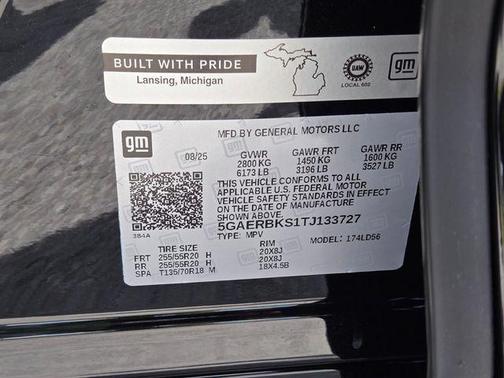 BUILT WITH PRIDE
Lansing, Michigan
UAW
LOCAL 602
gm
gm
MFD BY GENERAL MOTORS LLC
08/25 GVWR GAWR FRT GAWR RR
2800 KG 1450 KG 1600 KG
6173 LB 3196 LB 3527 LB
THIS VEHICLE CONFORMS TO ALL
APPLICABLE U.S. FEDERAL MOTOR
VEHICLE SAFETY STANDARDS IN EFFECT
ON THE DATE OF MANUFACTURE
SHOWN ABOVE.
5GAERBKS1TJ133727
TYPE: MPV MODEL: 174LD56
384A
TIRE SIZE RIM
FRT 255/55R20 H 20X8J
RR 255/55R20 H 20X8J
SPA T135/70R18 M 18X4.5B